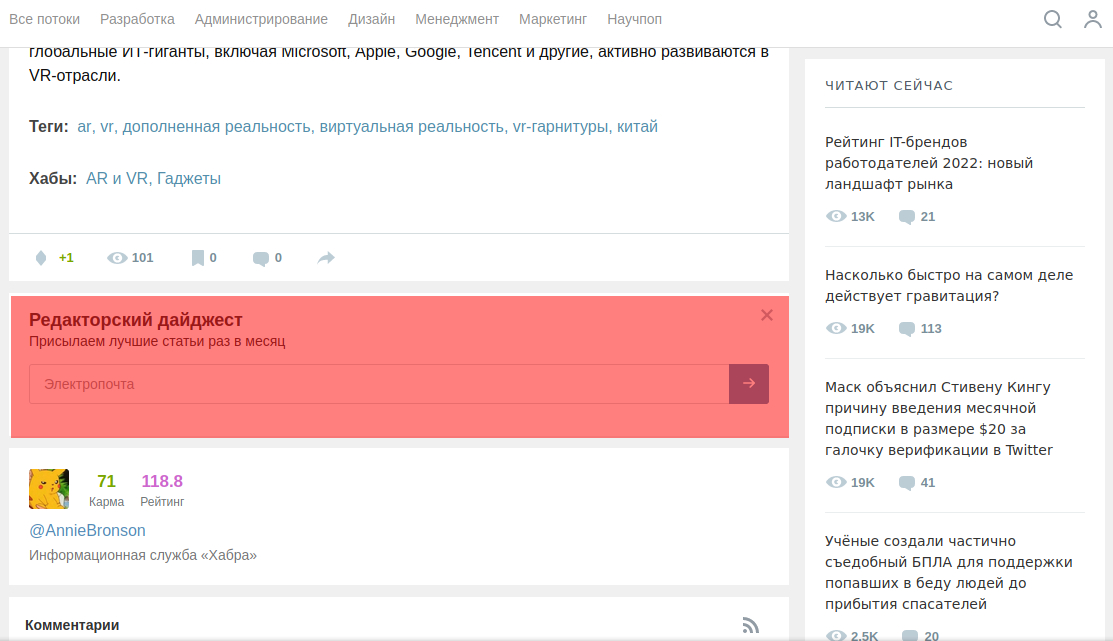 Все потоки Разработка Администрирование Дизайн Менеджмент Маркетинг Научпоп
глобальные ИТ-гиганты, включая Microsoft, Apple, Google, Tencent и другие, активно развиваются в
VR-отрасли.
Теги: ar, vr, дополненная реальность, виртуальная реальность, vr-гарнитуры, китай
Хабы: AR и VR, Гаджеты
+1 101 0 0
Редакторский дайджест
Присылаем лучшие статьи раз в месяц
Электропочта
71 118.8
Карма Рейтинг
@AnnieBronson
Информационная служба «Хабра»
Комментарии
ЧИТАЮТ СЕЙЧАС
Рейтинг IT-брендов
работодателей 2022: новый
ландшафт рынка
13K 21
Насколько быстро на самом деле
действует гравитация?
19K 113
Маск объяснил Стивену Кингу
причину введения месячной
подписки в размере $20 за
галочку верификации в Twitter
19K 41
Учёные создали частично
съедобный БПЛА для поддержки
попавших в беду людей до
прибытия спасателей
2.5K 20